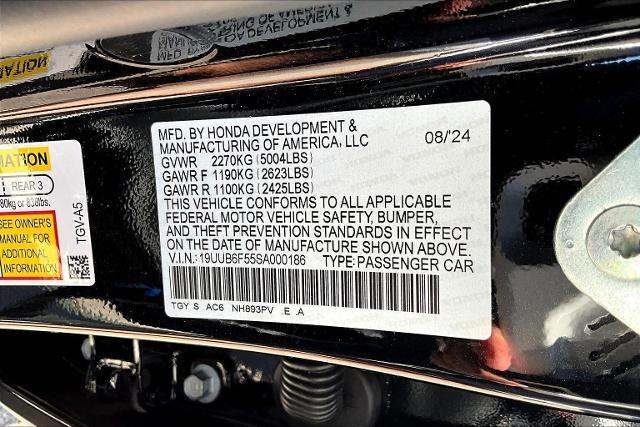 MFD. BY HONDA DEVELOPMENT &
MANUFACTURING OF AMERICA, LLC 08/24
GVWR 2270KG (5004LBS)
GAWR F 1190KG (2623LBS)
GAWR R 1100KG (2425LBS)
THIS VEHICLE CONFORMS TO ALL APPLICABLE
FEDERAL MOTOR VEHICLE SAFETY, BUMPER,
AND THEFT PREVENTION STANDARDS IN EFFECT
ON THE DATE OF MANUFACTURE SHOWN ABOVE.
V.I.N.: 19UUB6F55SA000186 TYPE: PASSENGER CAR
TGY S AC6 NH893PV .E .A
MATION
REAR 3
80kg or 838lbs.
SEE OWNER'S
MANUAL FOR
ADDITIONAL
INFORMATION
TGV-A5